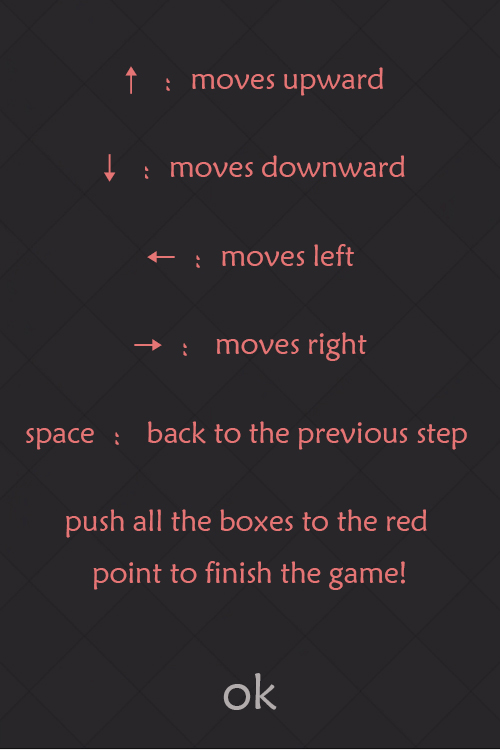 ↑ : moves upward
↓ : moves downward
← : moves left
→ : moves right
space : back to the previous step
push all the boxes to the red
point to finish the game!
ok